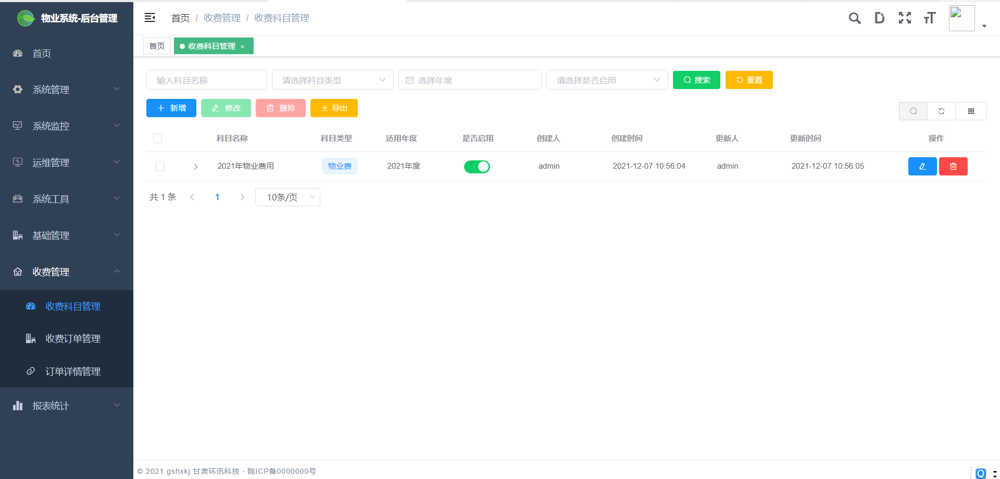 物业系统-后台管理
首页 / 收费管理 / 收费科目管理
首页
收费科目管理 ×
首页
系统管理
系统监控
运维管理
系统工具
基础管理
收费管理
收费科目管理
收费订单管理
订单详情管理
报表统计
输入科目名称 请选择科目类型 选择年度 请选择是否启用 搜索 重置
新增 修改 删除 导出
科目名称 科目类型 适用年度 是否启用 创建人 创建时间 更新人 更新时间 操作
2021年物业费用 物业费 2021年度 admin 2021-12-07 10:56:04 admin 2021-12-07 10:56:05
共 1 条 1 10条/页
© 2021 gshxkj 甘肃环讯科技 · 陇ICP备0000000号